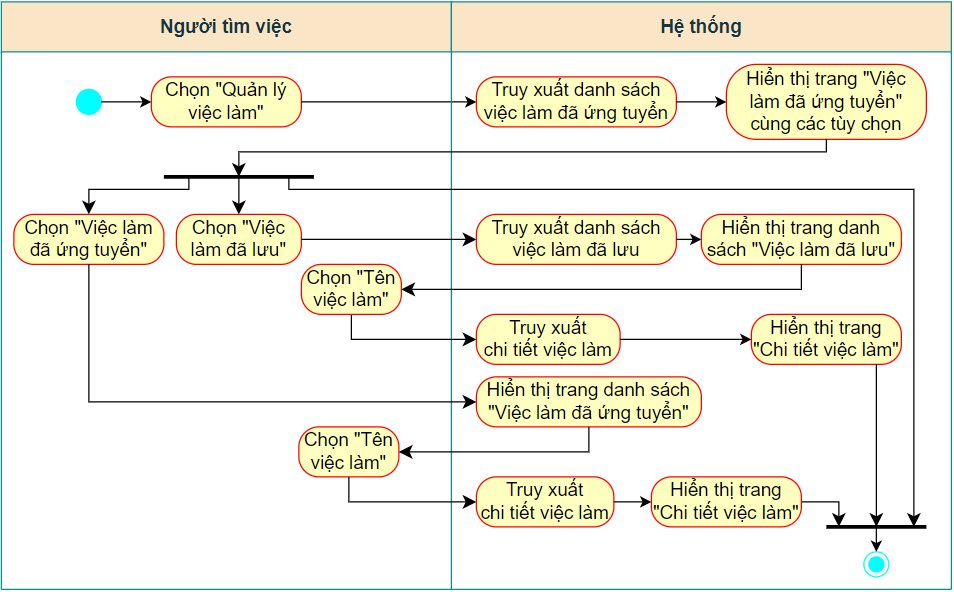 Người tìm việc
Hệ thống
Chọn "Quản lý
việc làm"
Truy xuất danh sách
việc làm đã ứng tuyển
Hiển thị trang "Việc
làm đã ứng tuyển"
cùng các tùy chọn
Chọn "Việc làm
đã ứng tuyển"
Chọn "Việc
làm đã lưu"
Truy xuất danh sách
việc làm đã lưu
Hiển thị trang danh
sách "Việc làm đã lưu"
Chọn "Tên
việc làm"
Truy xuất
chi tiết việc làm
Hiển thị trang
"Chi tiết việc làm"
Hiển thị trang danh sách
"Việc làm đã ứng tuyển"
Chọn "Tên
việc làm"
Truy xuất
chi tiết việc làm
Hiển thị trang
"Chi tiết việc làm"